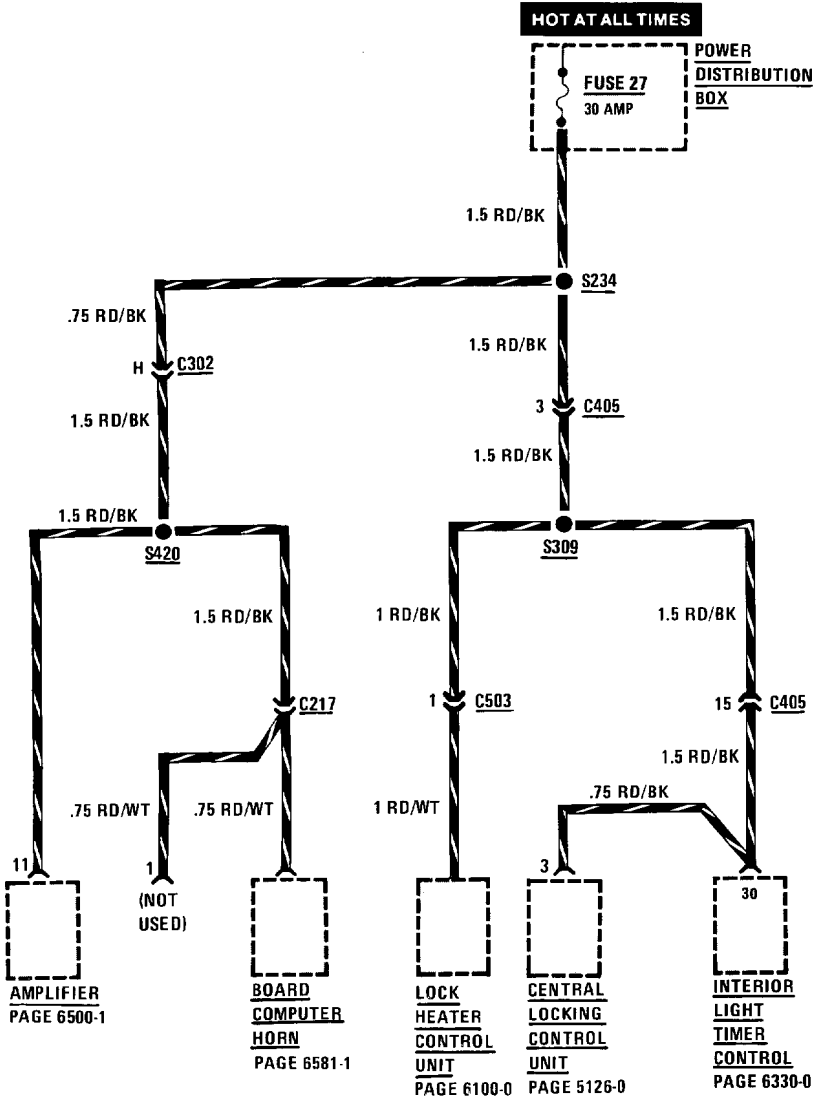 HOT AT ALL TIMES
POWER
DISTRIBUTION
BOX
FUSE 27
30 AMP
1.5 RD/BK
S234
.75 RD/BK
1.5 RD/BK
H
C302
3
C405
1.5 RD/BK
1.5 RD/BK
1.5 RD/BK
S420
S309
1.5 RD/BK
1 RD/BK
1.5 RD/BK
C217
1
C503
15
C405
1.5 RD/BK
.75 RD/BK
.75 RD/WT
.75 RD/WT
1 RD/WT
11
1
3
30
(NOT
USED)
AMPLIFIER
PAGE 6500-1
BOARD
COMPUTER
HORN
PAGE 6581-1
LOCK
HEATER
CONTROL
UNIT
PAGE 6100-0
CENTRAL
LOCKING
CONTROL
UNIT
PAGE 5126-0
INTERIOR
LIGHT
TIMER
CONTROL
PAGE 6330-0